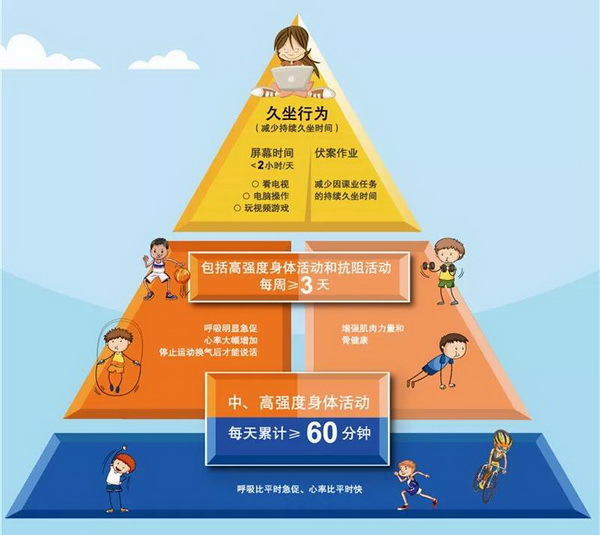 久坐行为
(减少持续久坐时间)
屏幕时间
<2小时/天
○ 看电视
○ 电脑操作
○ 玩视频游戏
伏案作业
减少因课业任务
的持续久坐时间
包括高强度身体活动和抗阻活动
每周≥3天
呼吸明显急促
心率大幅增加
停止运动换气后才能说话
增强肌肉力量和
骨健康
中、高强度身体活动
每天累计≥60分钟
呼吸比平时急促、心率比平时快